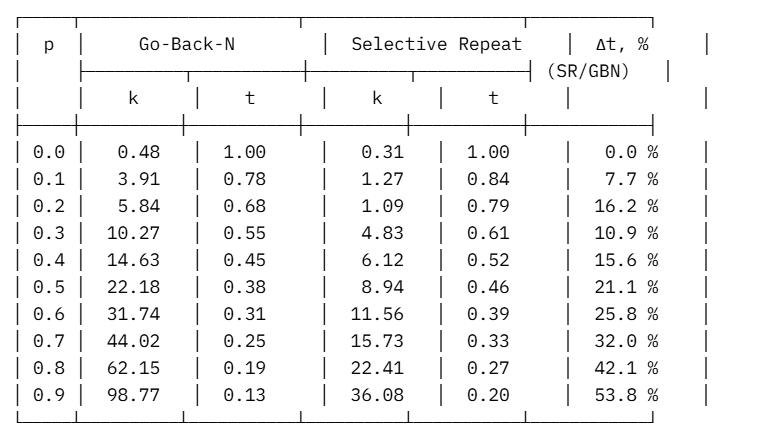 p Go-Back-N Selective Repeat Δt, %
(SR/GBN)
k t k t
0.0 0.48 1.00 0.31 1.00 0.0 %
0.1 3.91 0.78 1.27 0.84 7.7 %
0.2 5.84 0.68 1.09 0.79 16.2 %
0.3 10.27 0.55 4.83 0.61 10.9 %
0.4 14.63 0.45 6.12 0.52 15.6 %
0.5 22.18 0.38 8.94 0.46 21.1 %
0.6 31.74 0.31 11.56 0.39 25.8 %
0.7 44.02 0.25 15.73 0.33 32.0 %
0.8 62.15 0.19 22.41 0.27 42.1 %
0.9 98.77 0.13 36.08 0.20 53.8 %